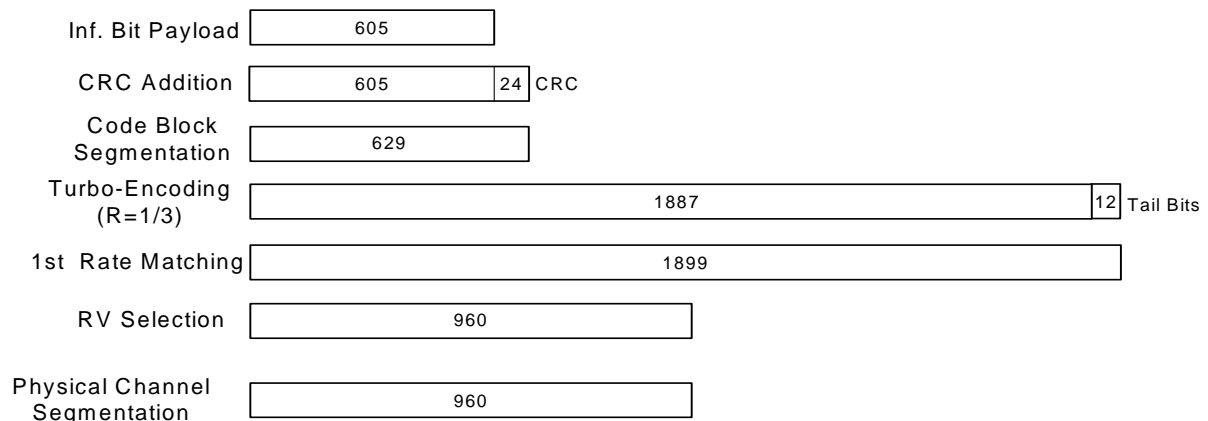 Inf. Bit Payload 605
CRC Addition 605 24 CRC
Code Block
Segmentation 629
Turbo-Encoding
(R=1/3) 1887 12 Tail Bits
1st Rate Matching 1899
RV Selection 960
Physical Channel
Segmentation 960